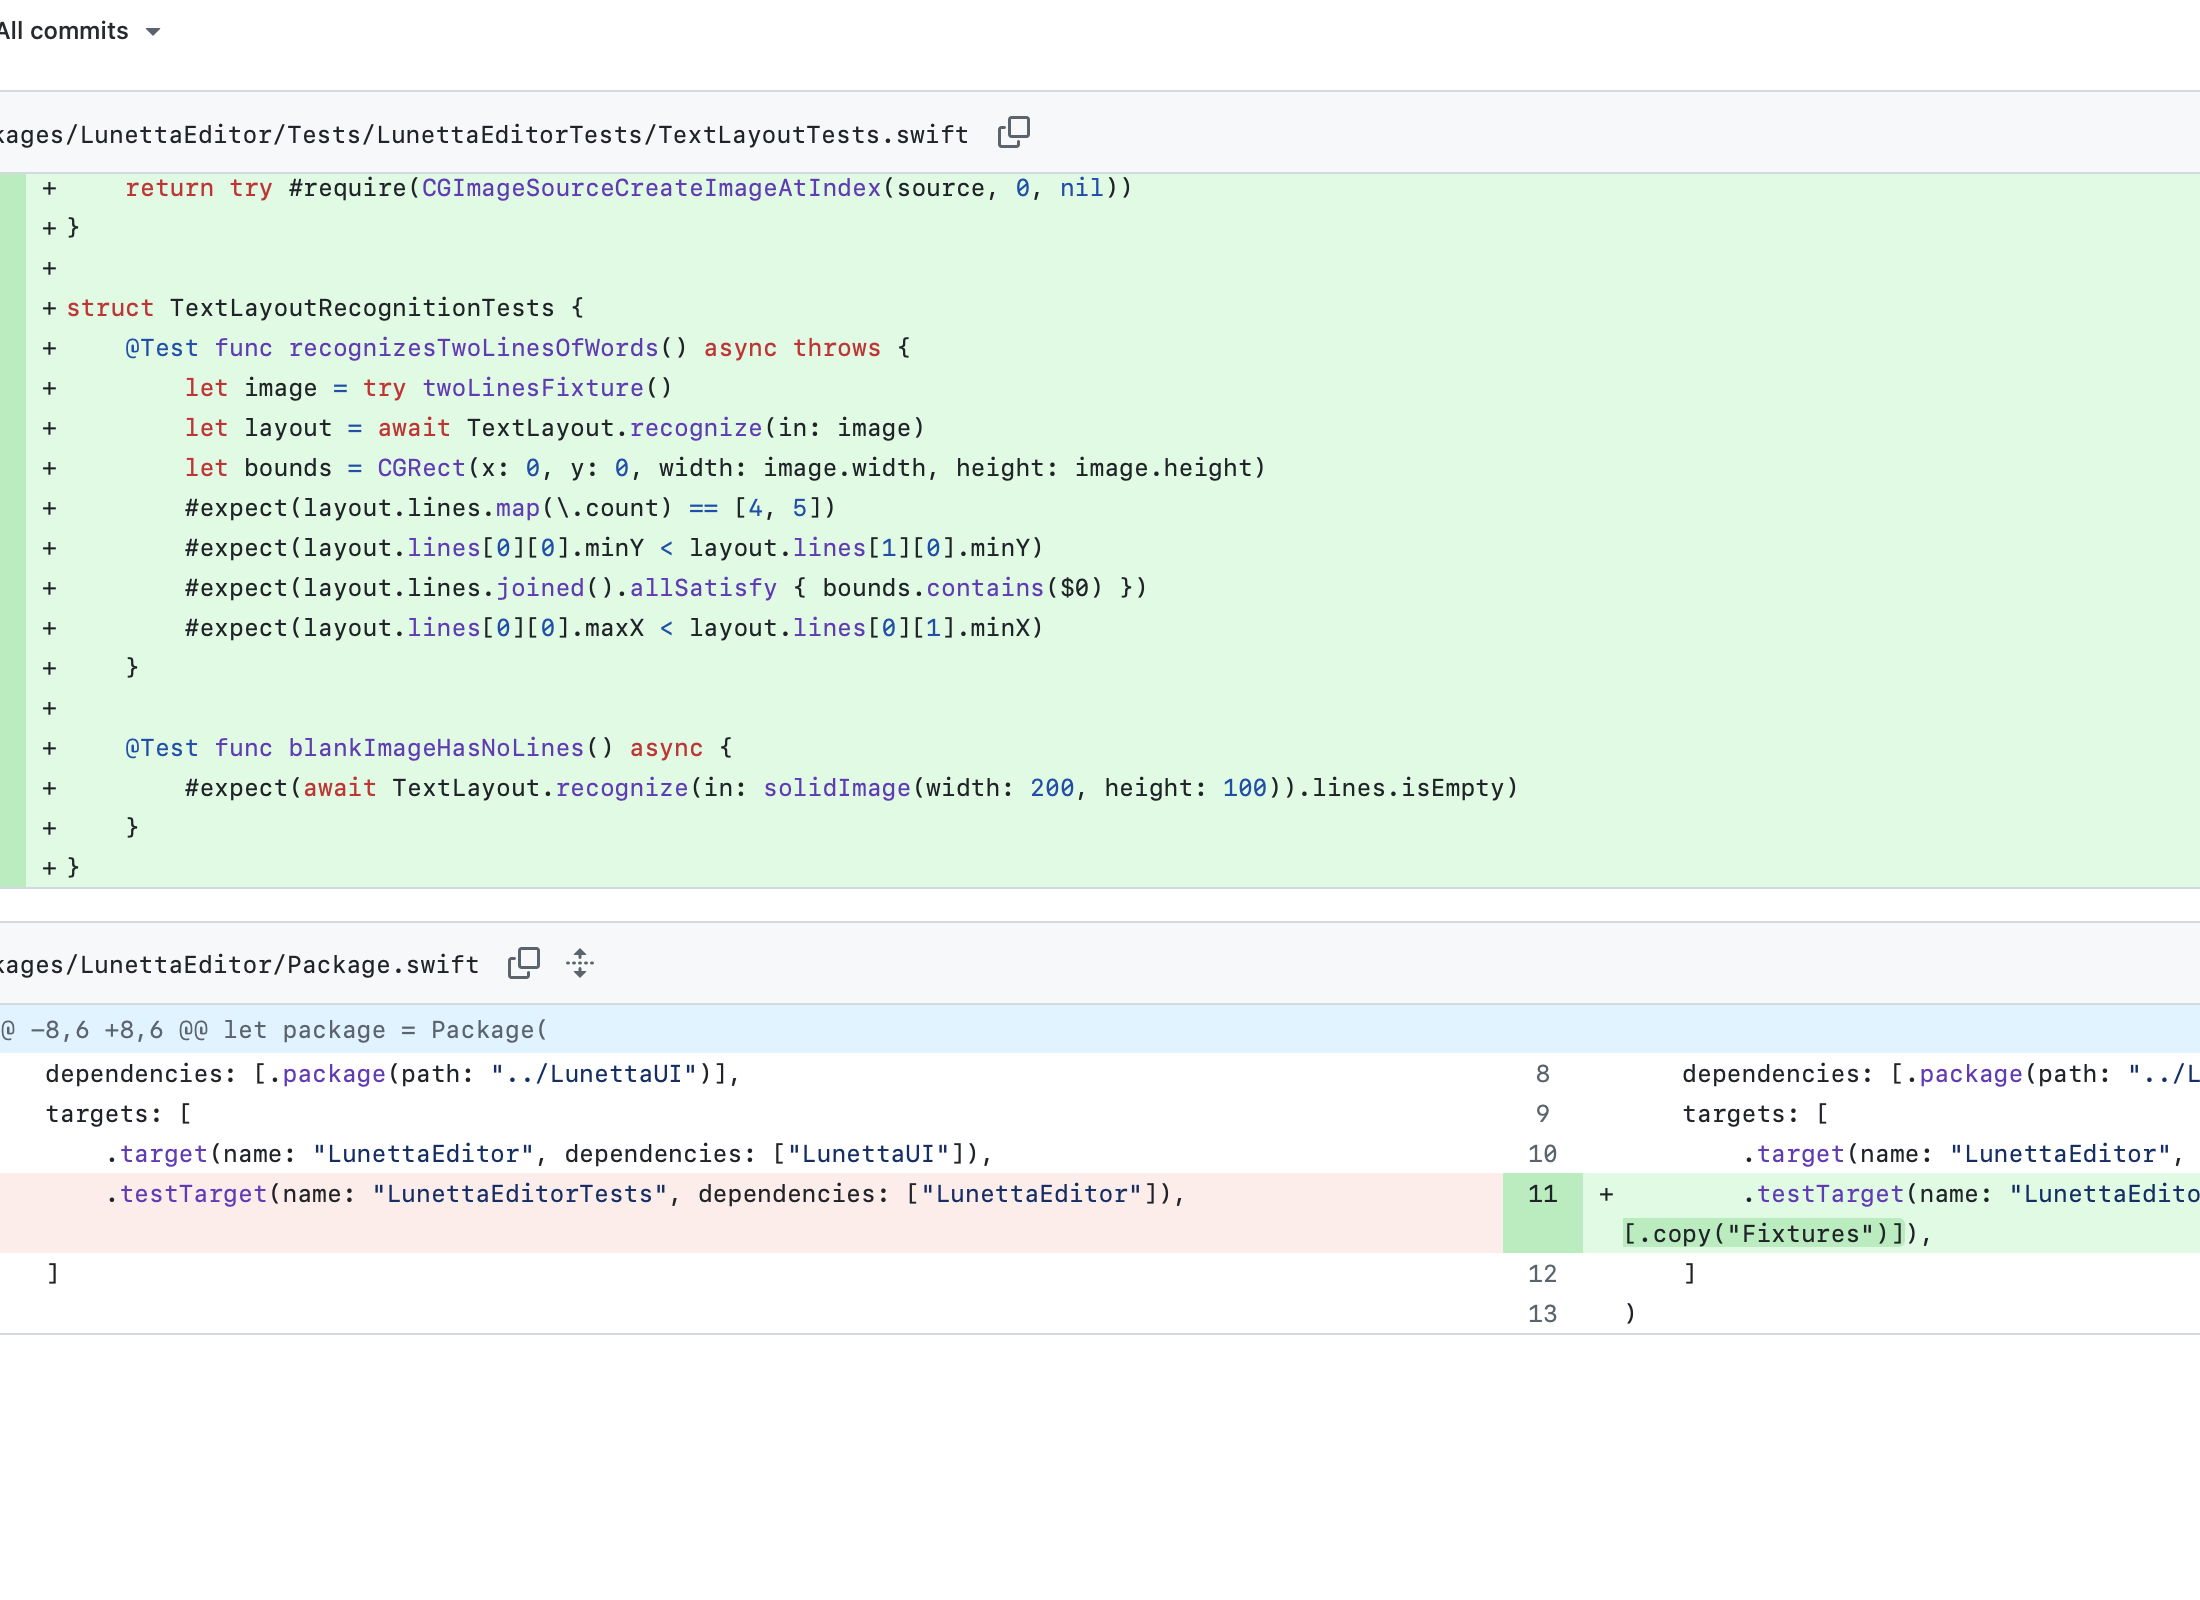 All commits
kages/LunettaEditor/Tests/LunettaEditorTests/TextLayoutTests.swift
+    return try #require(CGImageSourceCreateImageAtIndex(source, 0, nil))
+ }
+
+ struct TextLayoutRecognitionTests {
+    @Test func recognizesTwoLinesOfWords() async throws {
+        let image = try twoLinesFixture()
+        let layout = await TextLayout.recognize(in: image)
+        let bounds = CGRect(x: 0, y: 0, width: image.width, height: image.height)
+        #expect(layout.lines.map(\.count) == [4, 5])
+        #expect(layout.lines[0][0].minY < layout.lines[1][0].minY)
+        #expect(layout.lines.joined().allSatisfy { bounds.contains($0) })
+        #expect(layout.lines[0][0].maxX < layout.lines[0][1].minX)
+    }
+
+    @Test func blankImageHasNoLines() async {
+        #expect(await TextLayout.recognize(in: solidImage(width: 200, height: 100)).lines.isEmpty)
+    }
+ }
kages/LunettaEditor/Package.swift
@ -8,6 +8,6 @@ let package = Package(
dependencies: [.package(path: "../LunettaUI")],
targets: [
    .target(name: "LunettaEditor", dependencies: ["LunettaUI"]),
    .testTarget(name: "LunettaEditorTests", dependencies: ["LunettaEditor"]),
]
8    dependencies: [.package(path: "../L
9    targets: [
10        .target(name: "LunettaEditor",
11 +        .testTarget(name: "LunettaEdito
[.copy("Fixtures")]),
12    ]
13 )